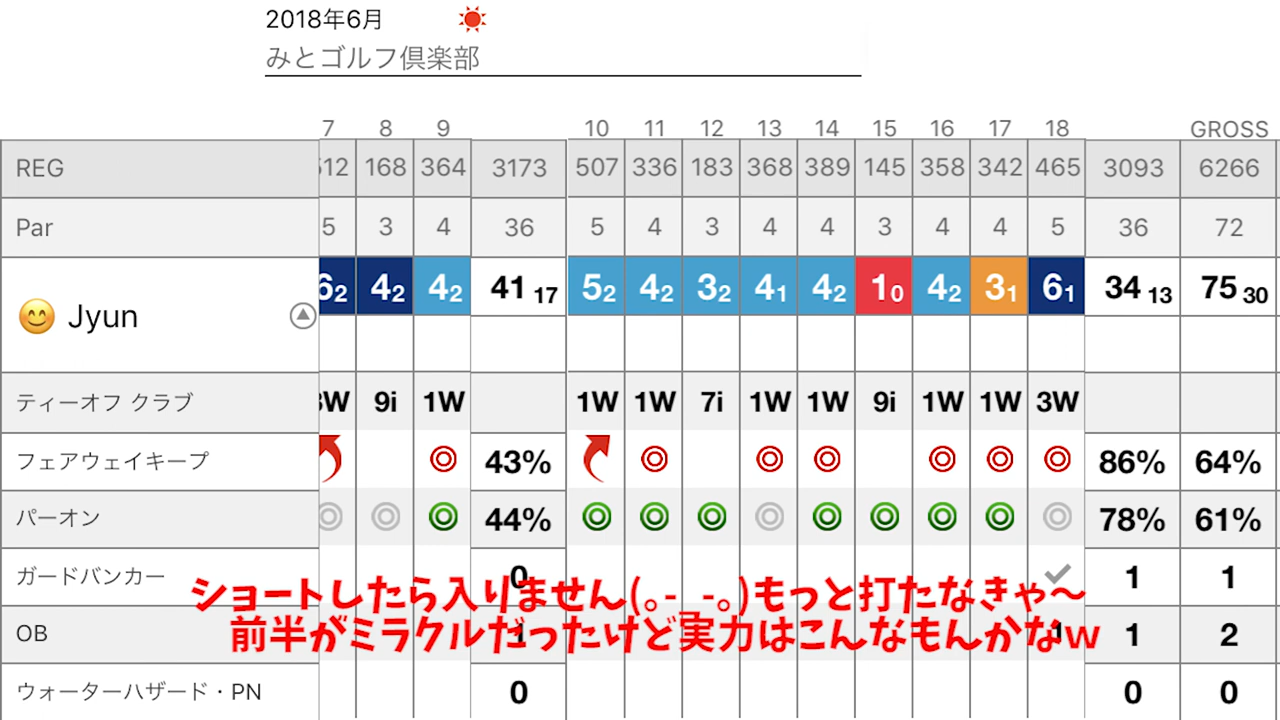 2018年6月
みとゴルフ倶楽部
7 8 9 10 11 12 13 14 15 16 17 18 GROSS
REG 512 168 364 3173 507 336 183 368 389 145 358 342 465 3093 6266
Par 5 3 4 36 5 4 3 4 4 3 4 4 5 36 72
Jyun 62 42 42 41 17 52 42 32 41 42 10 42 31 61 34 13 75 30
ティーオフ クラブ 3W 9i 1W 1W 1W 7i 1W 1W 9i 1W 1W 3W
フェアウェイキープ 43% 86% 64%
パーオン 44% 78% 61%
ガードバンカー 0 1 1
ショートしたら入りません(。-_-。)もっと打たなきゃ〜
OB 1 1 1 2
前半がミラクルだったけど実力はこんなもんかなw
ウォーターハザード・PN 0 0 0